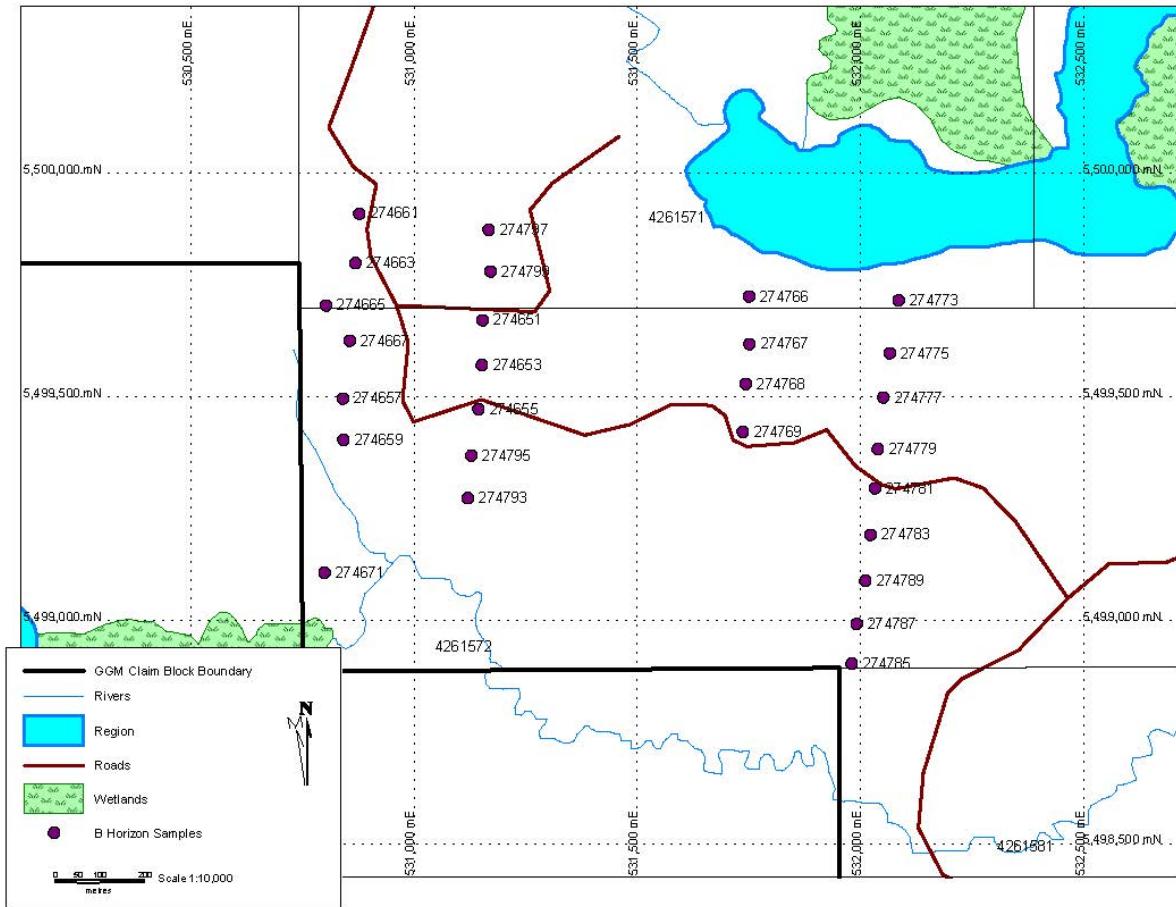 530,500 mE
531,000 mE
531,500 mE
532,000 mE
532,500 mE
5,500,000 mN
5,500,000 mN
274661
274797
4261571
274663
274799
274665
274766
274773
274651
274667
274767
274775
274653
274768
5,499,500 mN
5,499,500 mN
274657
274655
274777
274659
274769
274795
274779
274793
274781
274783
274671
274789
5,499,000 mN
5,499,000 mN
274787
4261572
274785
GGM Claim Block Boundary
Rivers
N
M
Region
Roads
Wetlands
B Horizon Samples
0 50 100 200
metres
Scale 1:10,000
531,000 mE
531,500 mE
532,000 mE
532,500 mE
5,498,500 mN
4261581